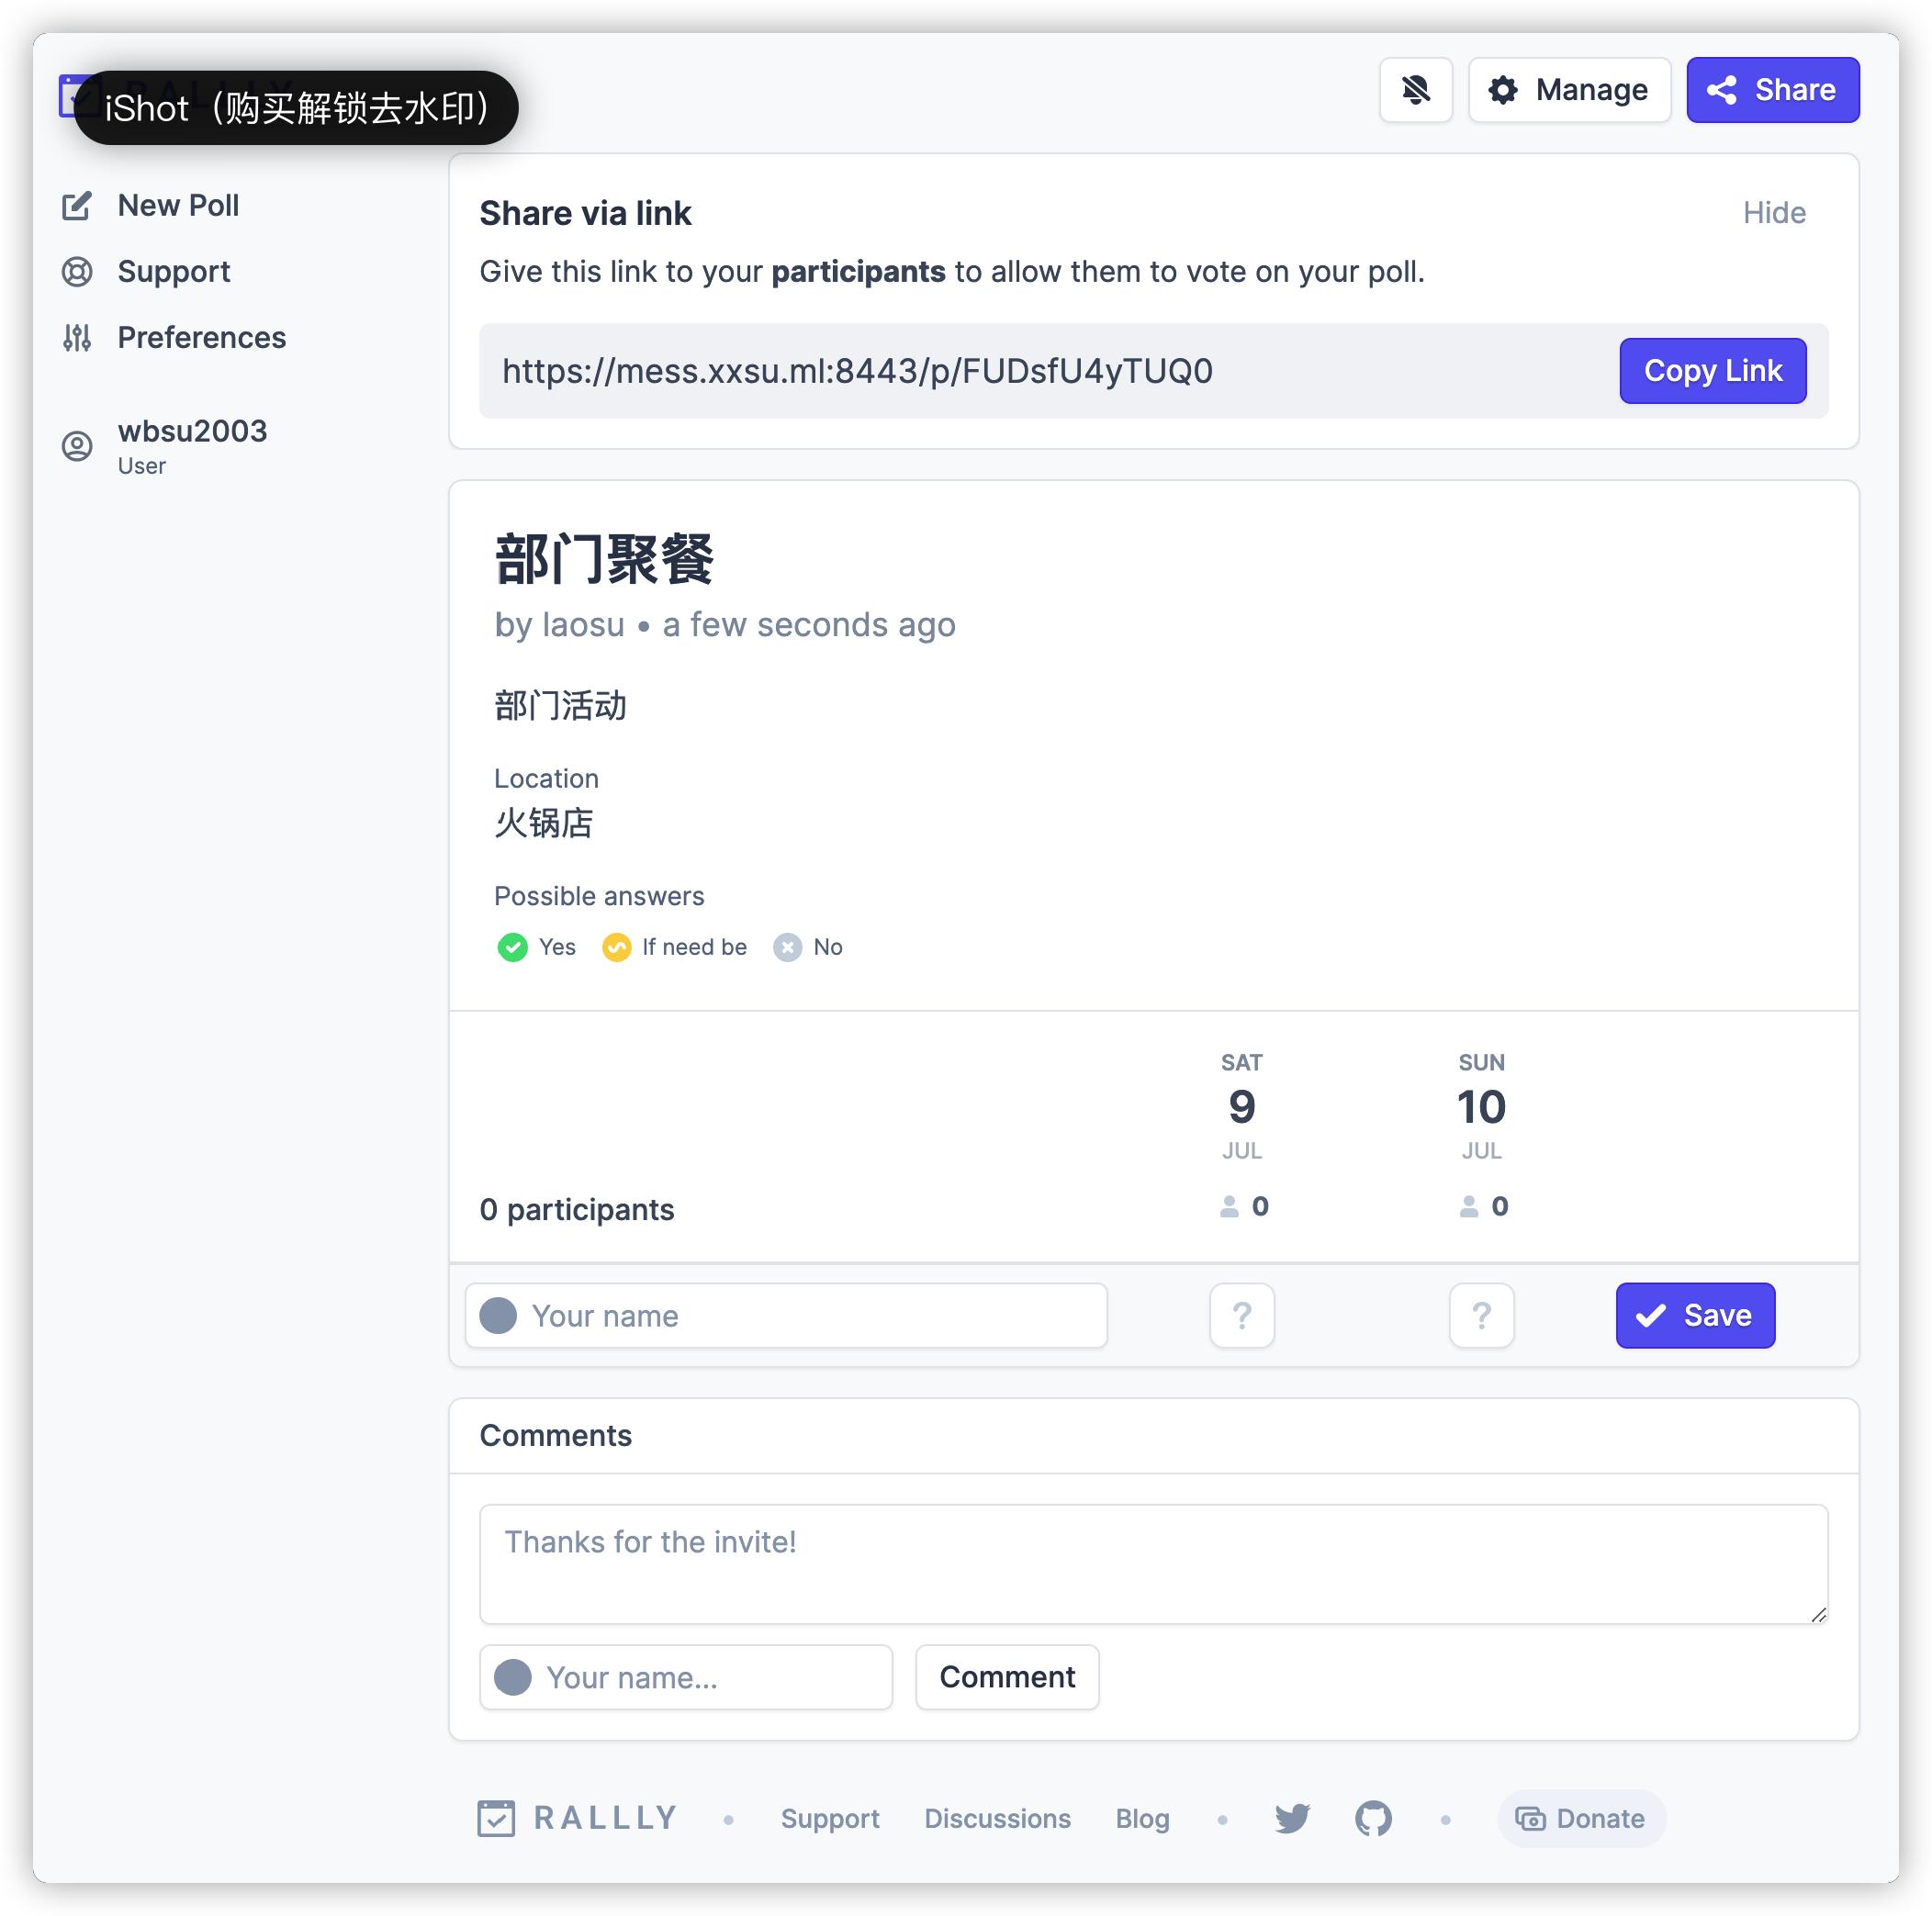 iShot（购买解锁去水印）
Manage
Share
New Poll
Support
Preferences
wbsu2003
User
Share via link
Hide
Give this link to your participants to allow them to vote on your poll.
https://mess.xxsu.ml:8443/p/FUDsfU4yTUQ0
Copy Link
部门聚餐
by laosu • a few seconds ago
部门活动
Location
火锅店
Possible answers
Yes If need be No
SAT SUN
9 10
JUL JUL
0 participants 0 0
Your name ? ? Save
Comments
Thanks for the invite!
Your name... Comment
RALLLY • Support Discussions Blog • • Donate